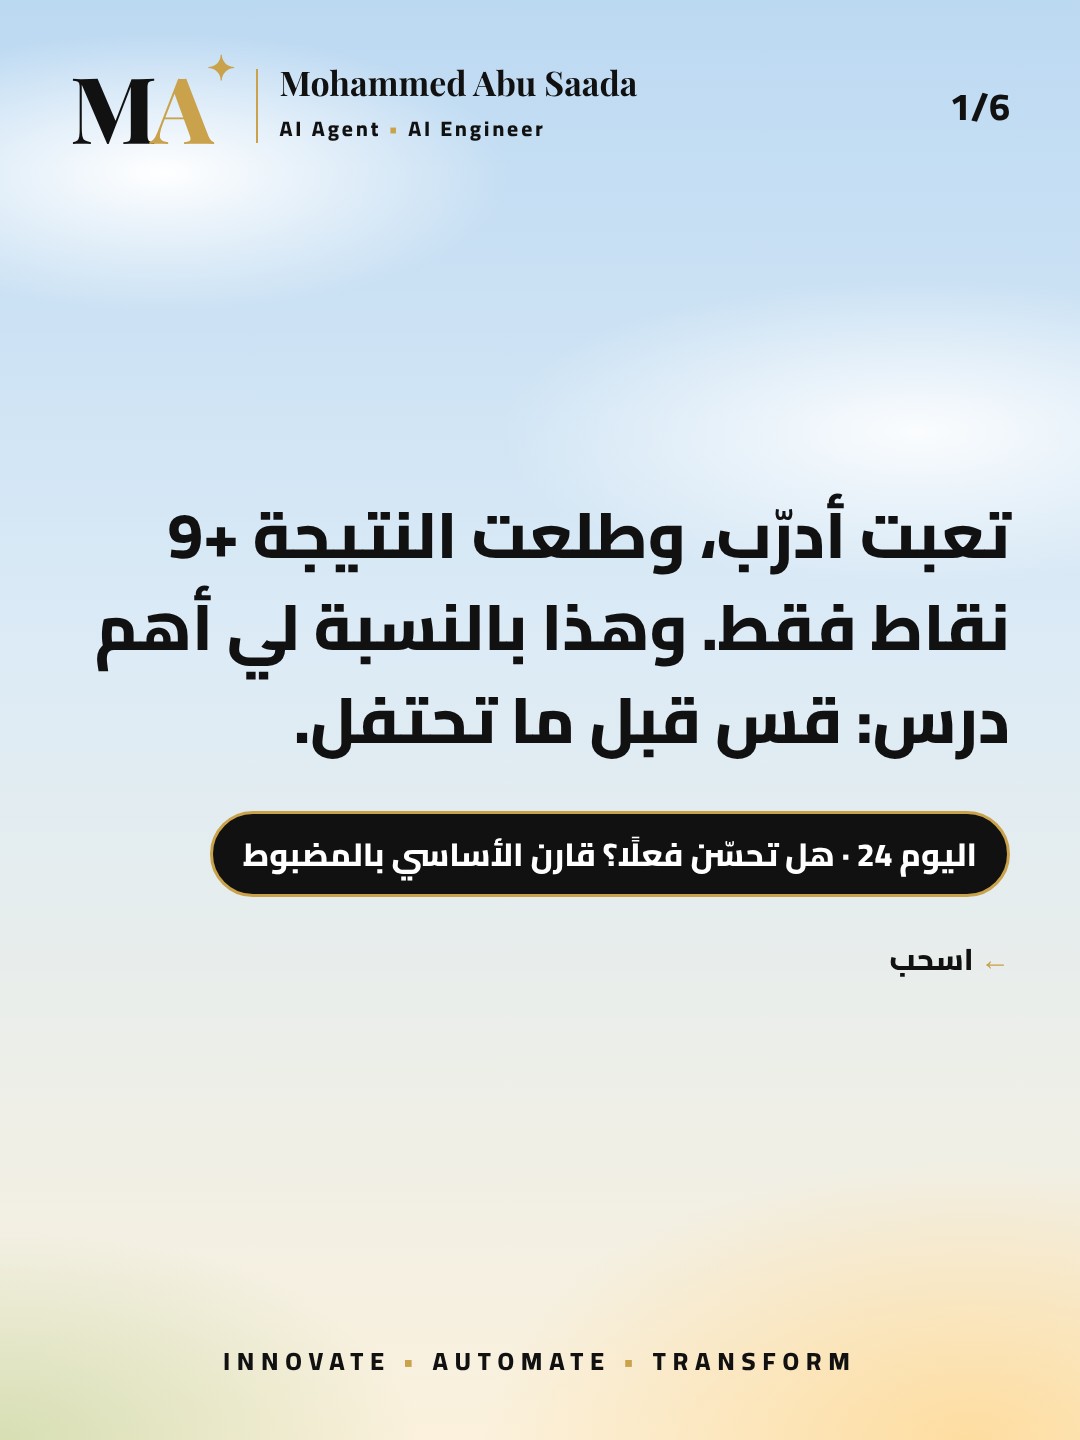 MA
Mohammed Abu Saada
AI Agent ▪ AI Engineer
1/6
تعبت أدرّب، وطلعت النتيجة +9
نقاط فقط. وهذا بالنسبة لي أهم
درس: قس قبل ما تحتفل.
اليوم 24 · هل تحسّن فعلًا؟ قارن الأساسي بالمضبوط
← اسحب
INNOVATE ▪ AUTOMATE ▪ TRANSFORM